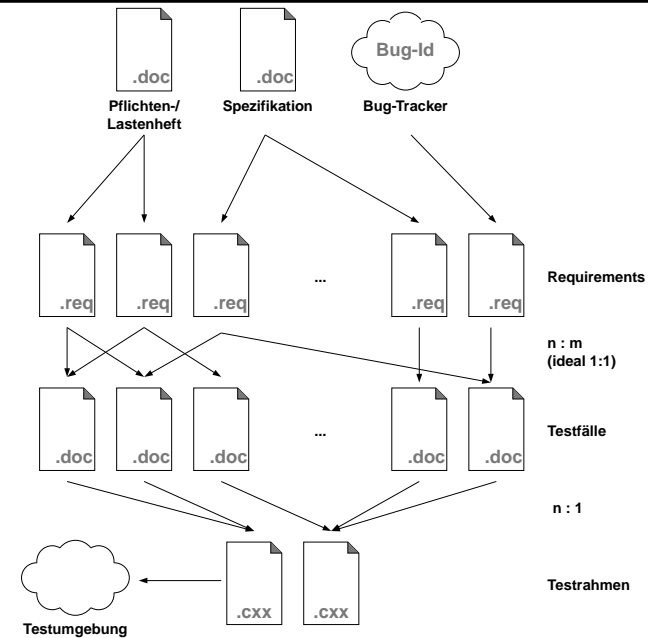 Bug-Id
.doc
.doc
Pflichten-/
Lastenheft
Spezifikation
Bug-Tracker
.req
.req
.req
...
.req
.req
Requirements
n : m
(ideal 1:1)
.doc
.doc
.doc
...
.doc
.doc
Testfälle
n : 1
.cxx
.cxx
Testrahmen
Testumgebung